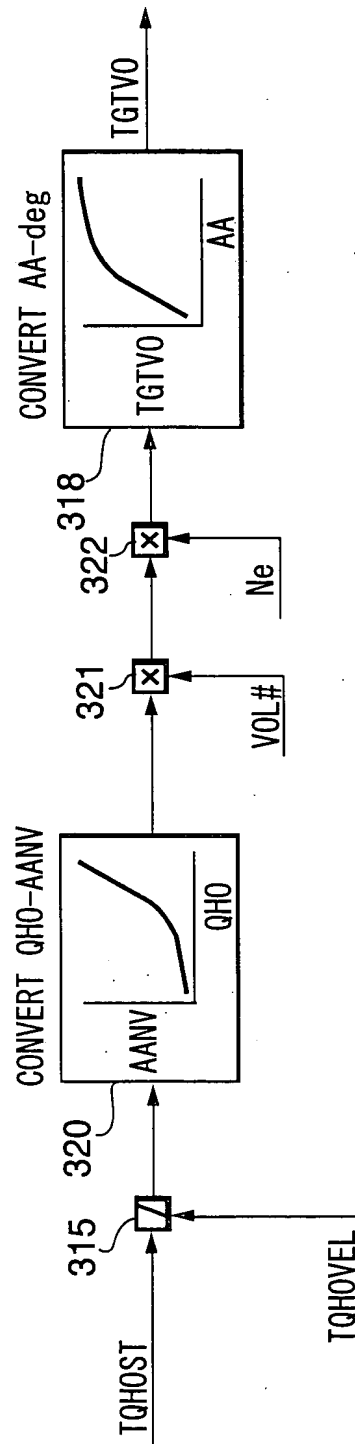 TQHOST
315
TQHOVEL
320
CONVERT QHO-AANV
AANV
QHO
321
VOL#
322
Ne
318
CONVERT AA-deg
TGTVO
AA
TGTVO